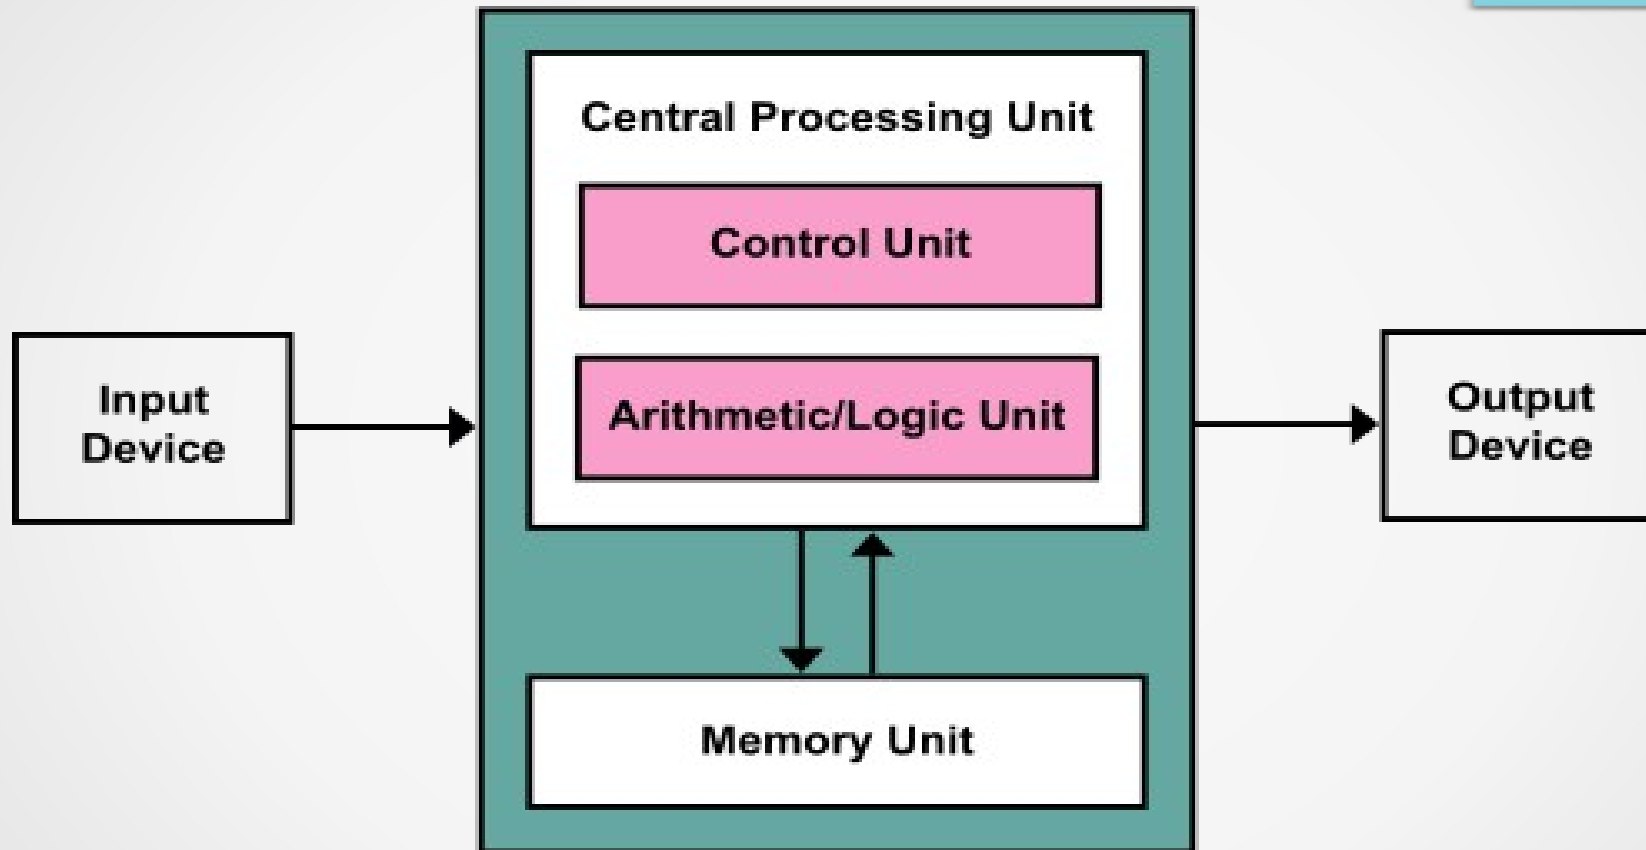 Central Processing Unit
Control Unit
Arithmetic/Logic Unit
Input
Device
Output
Device
Memory Unit